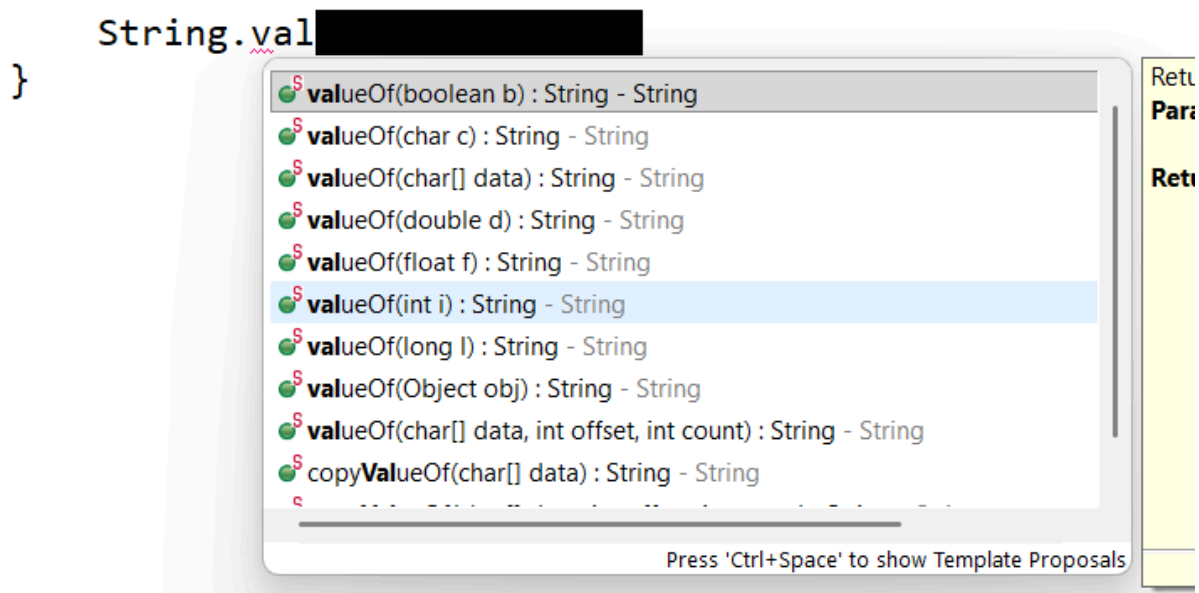 String.val
}
valueOf(boolean b) : String - String
valueOf(char c) : String - String
valueOf(char[] data) : String - String
valueOf(double d) : String - String
valueOf(float f) : String - String
valueOf(int i) : String - String
valueOf(long l) : String - String
valueOf(Object obj) : String - String
valueOf(char[] data, int offset, int count) : String - String
copyValueOf(char[] data) : String - String
Press 'Ctrl+Space' to show Template Proposals
Retu
Para
Retu